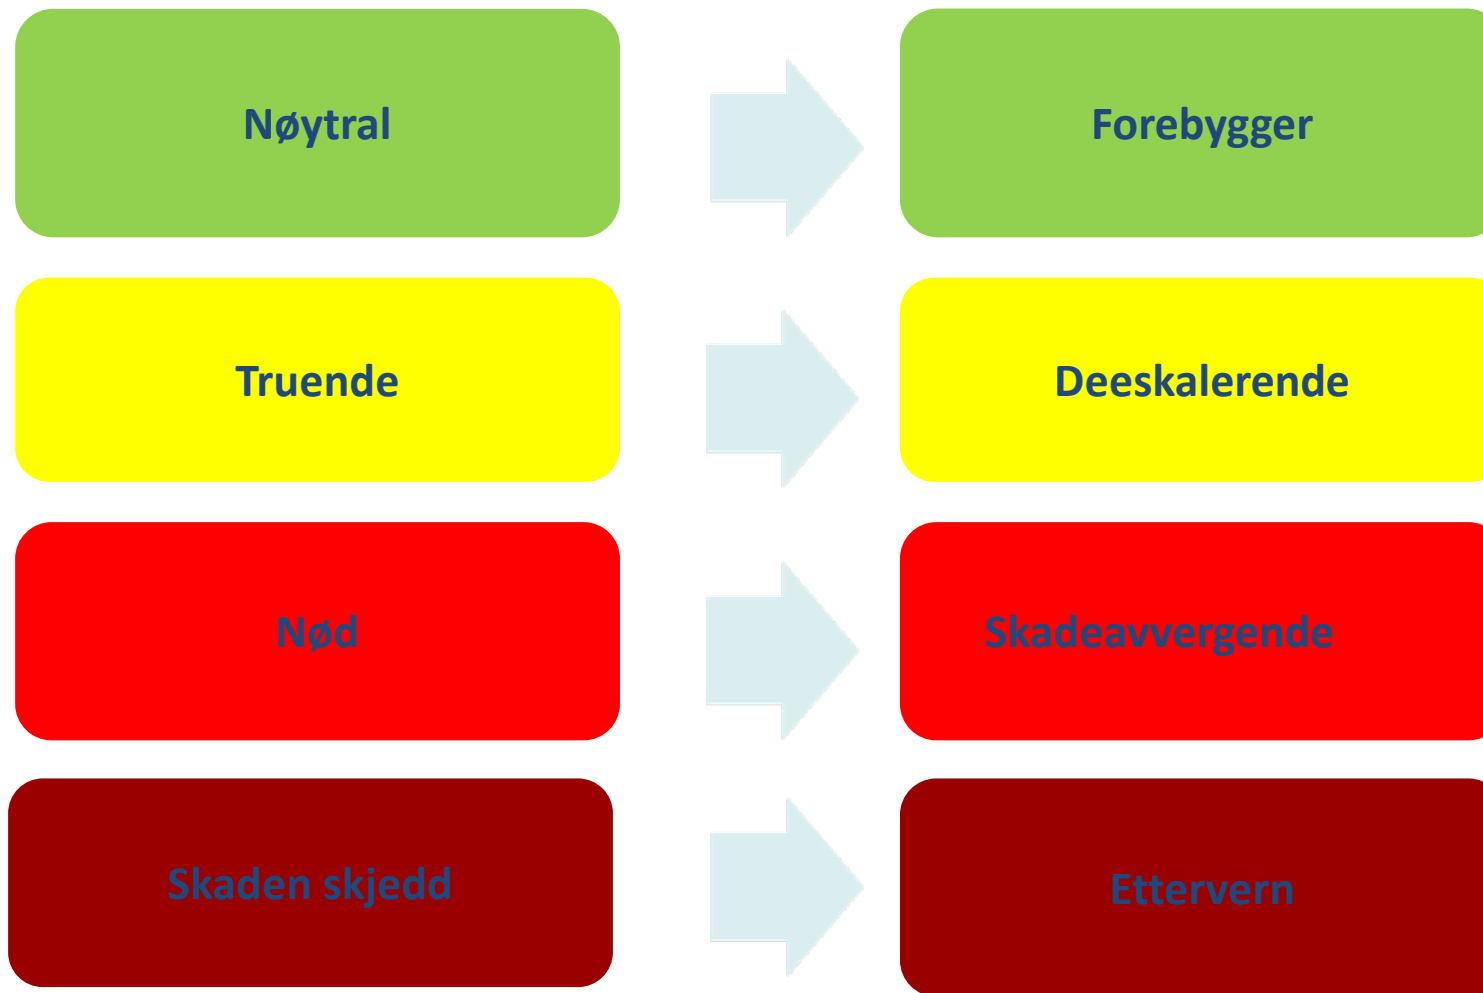 Nøytral
Forebygger
Truende
Deeskalerende
Nød
Skadeavvergende
Skaden skjedd
Ettervern